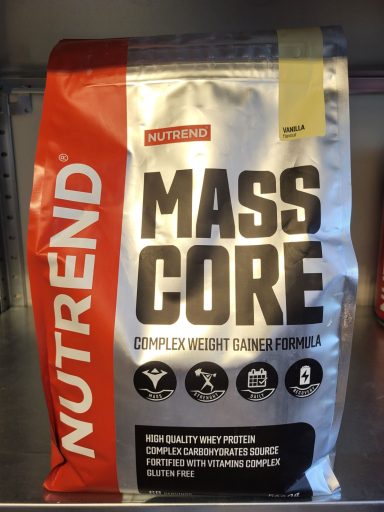 NUTREND®
NUTREND
VANILLA
flavour
MASS
CORE
COMPLEX WEIGHT GAINER FORMULA
MASS
STRENGHT
DAILY
RECOVERY
HIGH QUALITY WHEY PROTEIN
COMPLEX CARBOHYDRATES SOURCE
FORTIFIED WITH VITAMINS COMPLEX
GLUTEN FREE